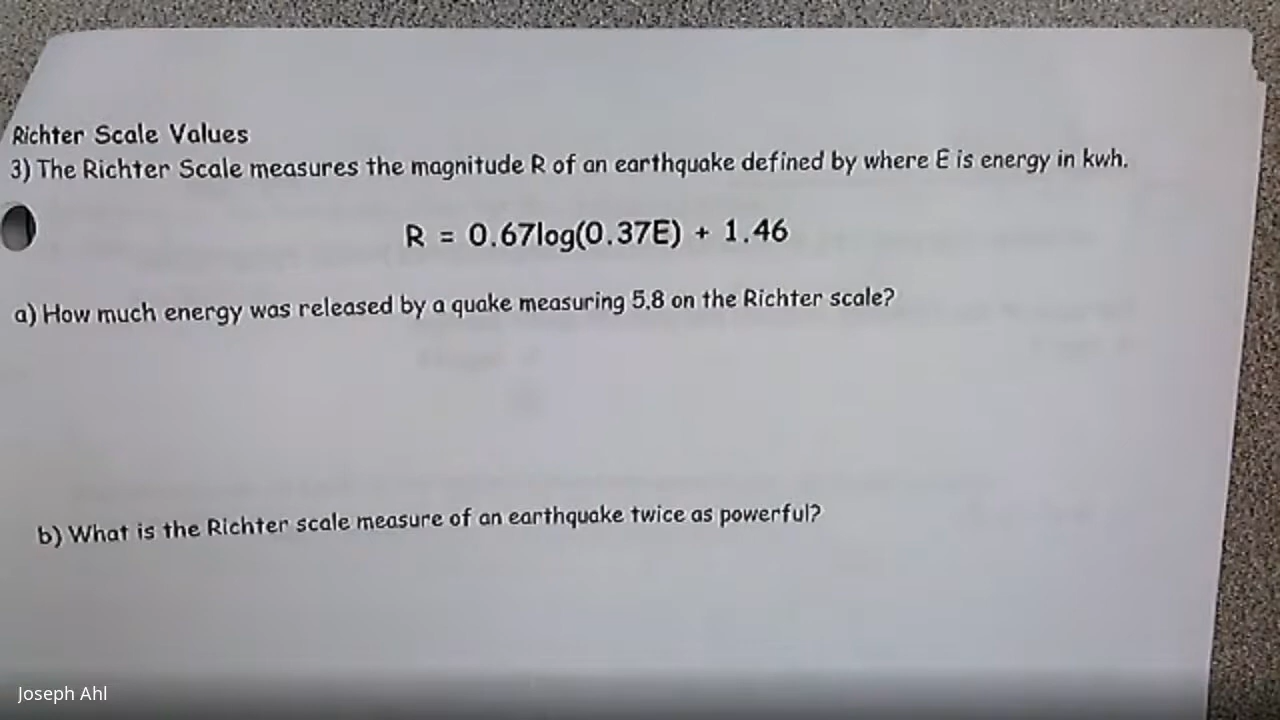 Richter Scale Values
3) The Richter Scale measures the magnitude R of an earthquake defined by where E is energy in kwh.
R = 0.67log(0.37E) + 1.46
a) How much energy was released by a quake measuring 5.8 on the Richter scale?
b) What is the Richter scale measure of an earthquake twice as powerful?
Joseph Ahl